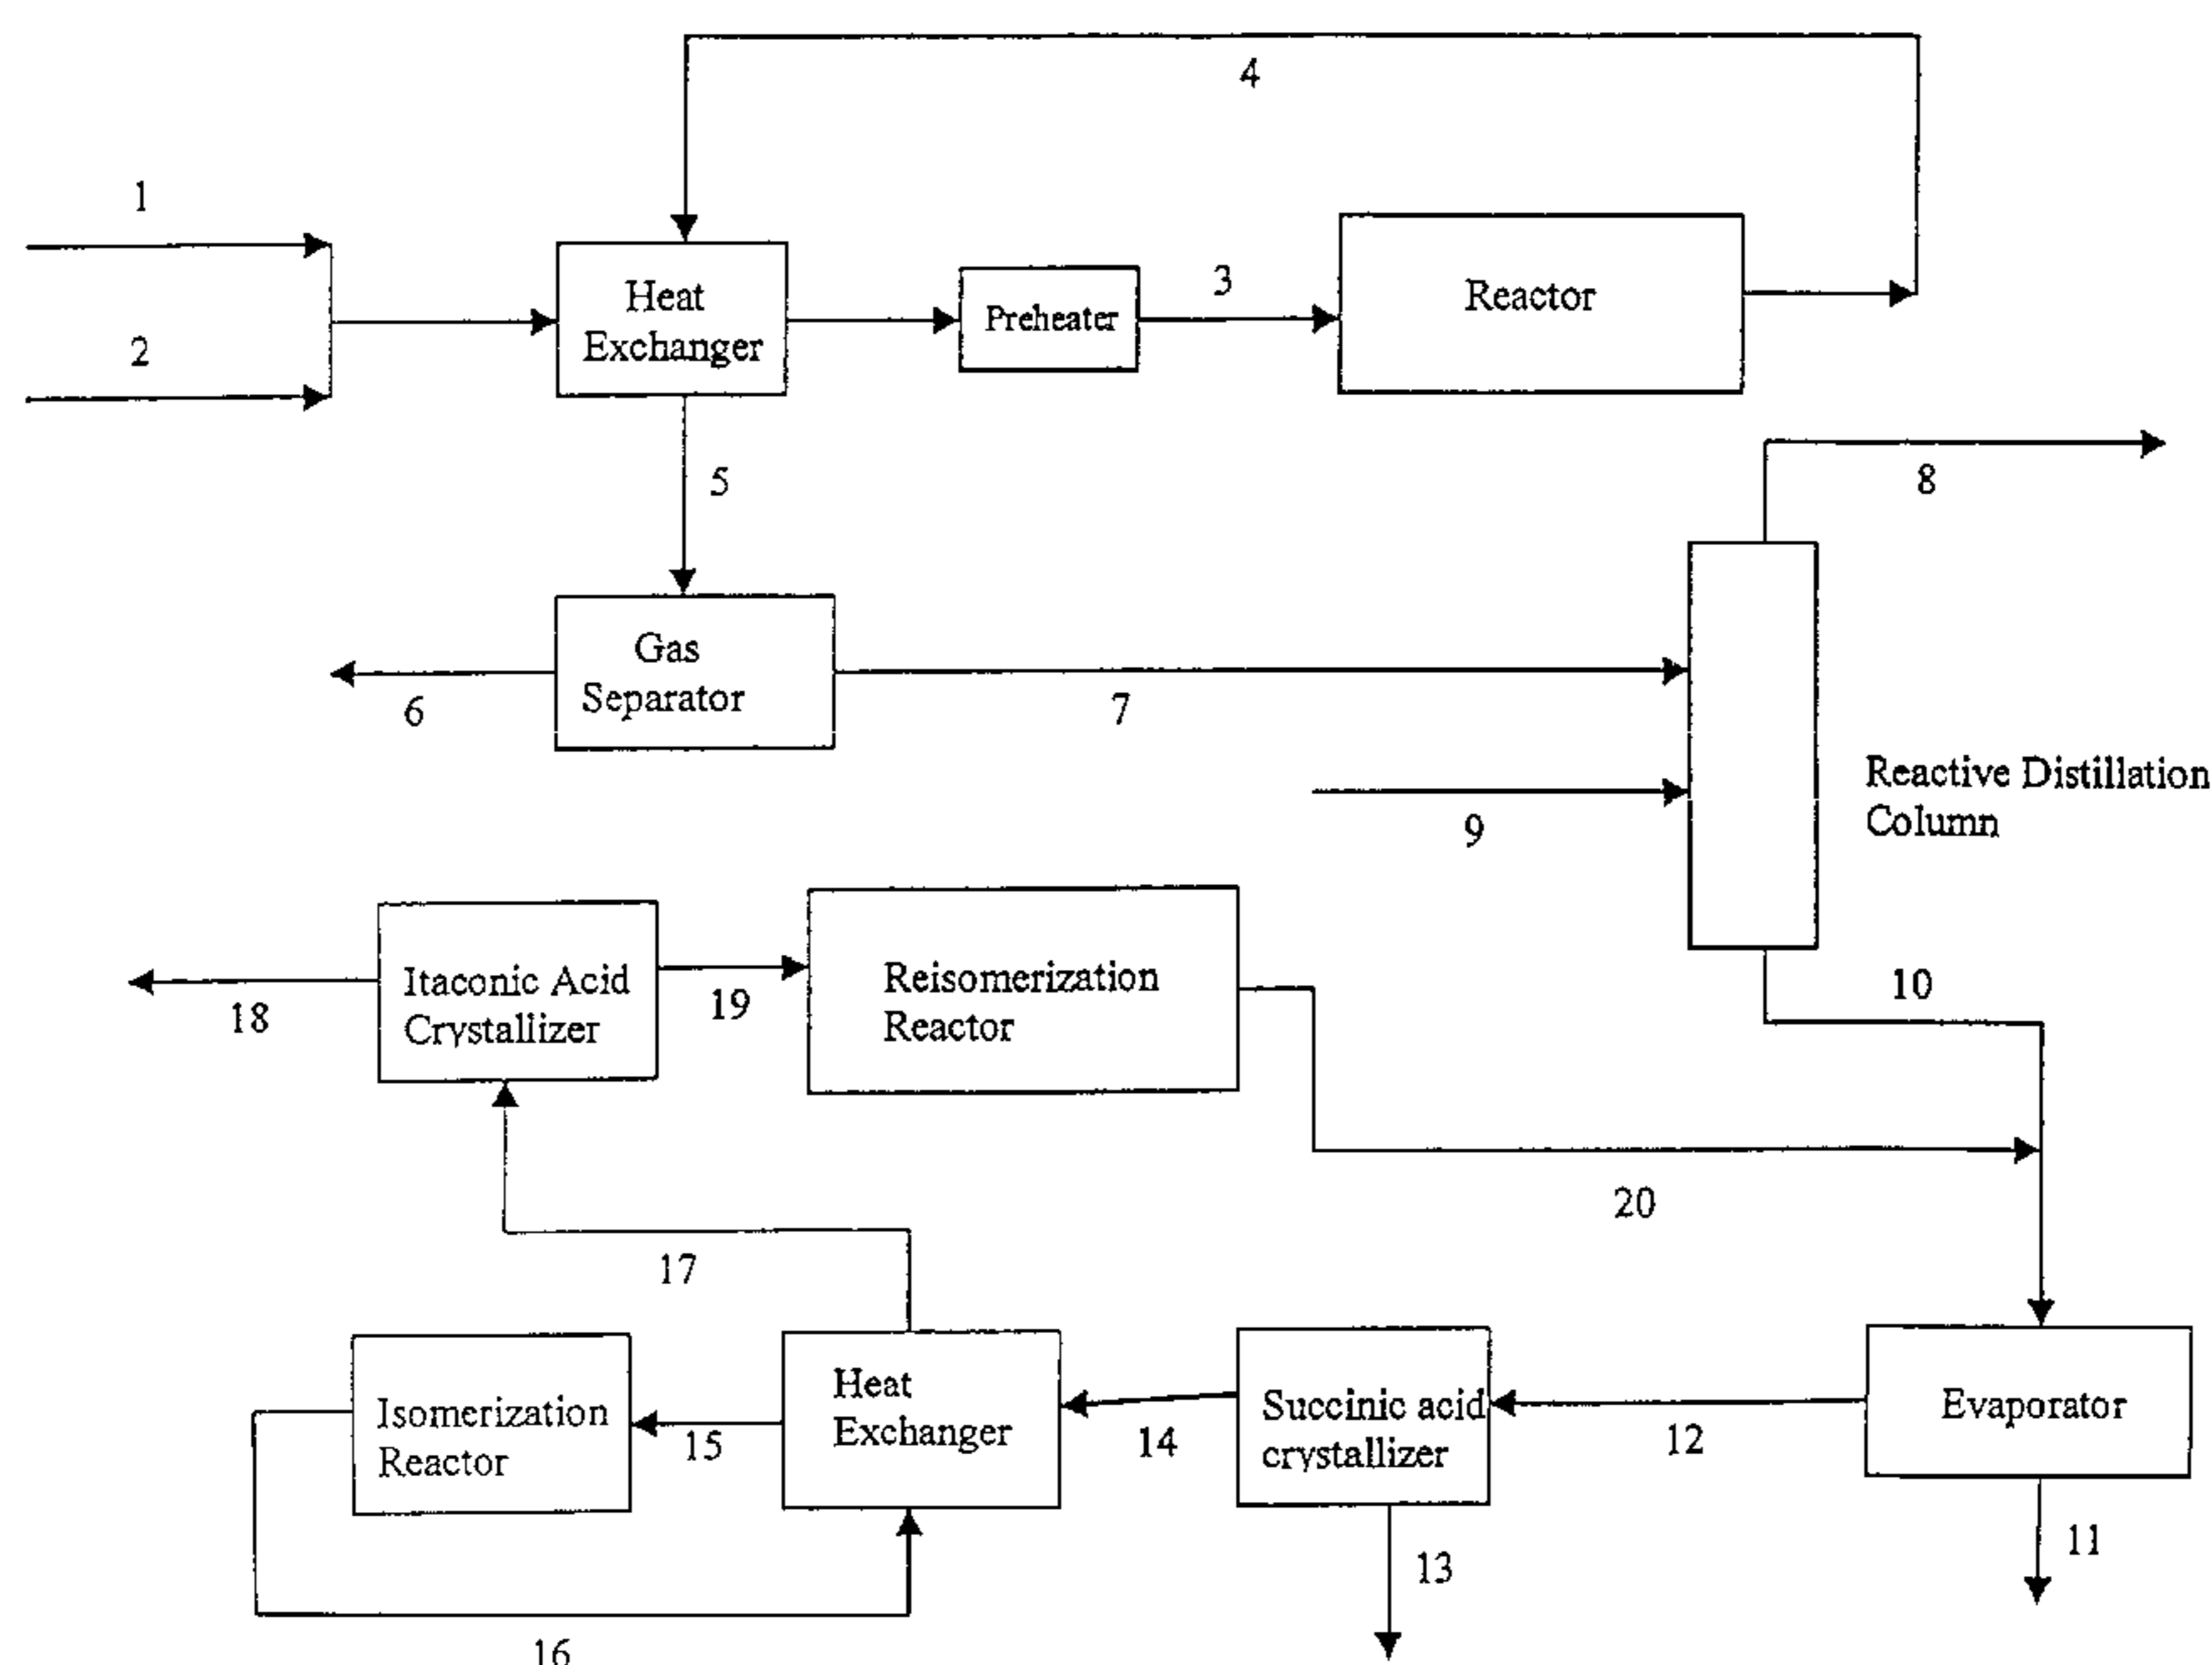 4
1
2
Heat
Exchanger
Preheater
3
Reactor
5
8
Gas
Separator
6
7
Reactive Distillation
Column
9
Itaconic Acid
Crystallizer
18
19
Reisomerization
Reactor
10
20
17
Isomerization
Reactor
15
Heat
Exchanger
14
Succinic acid
crystallizer
12
Evaporator
11
13
16